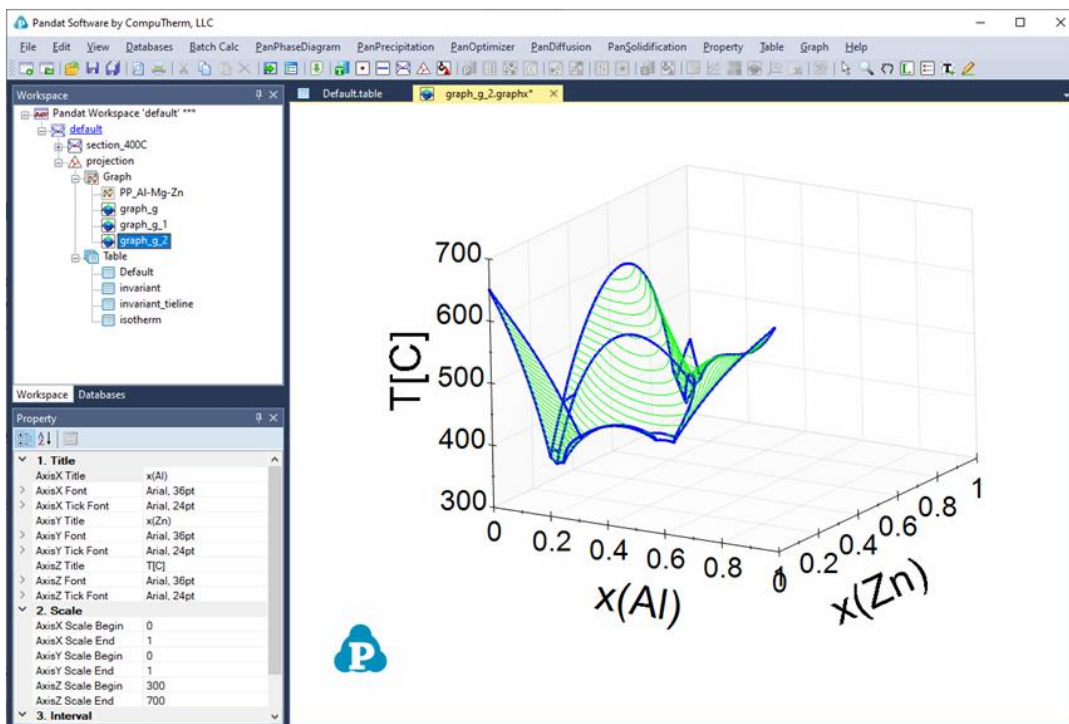 Pandat Software by CompuTherm, LLC
File Edit View Databases Batch Calc PanPhaseDiagram PanPrecipitation PanOptimizer PanDiffusion PanSolidification Property Table Graph Help
Workspace
Pandat Workspace 'default' ***
default
section_400C
projection
Graph
PP_Al-Mg-Zn
graph_g
graph_g_1
graph_g_2
Table
Default
invariant
invariant_tieline
isotherm
Workspace Databases
Property
1. Title
AxisX Title x(Al)
AxisX Font Arial, 36pt
AxisX Tick Font Arial, 24pt
AxisY Title x(Zn)
AxisY Font Arial, 36pt
AxisY Tick Font Arial, 24pt
AxisZ Title T[C]
AxisZ Font Arial, 36pt
AxisZ Tick Font Arial, 24pt
2. Scale
AxisX Scale Begin 0
AxisX Scale End 1
AxisY Scale Begin 0
AxisY Scale End 1
AxisZ Scale Begin 300
AxisZ Scale End 700
3. Interval
Default.table graph_g_2.graphx*
700
600
500
400
300
T[C]
0 0.2 0.4 0.6 0.8 1
x(Al)
0 0.2 0.4 0.6 0.8 1
x(Zn)
P